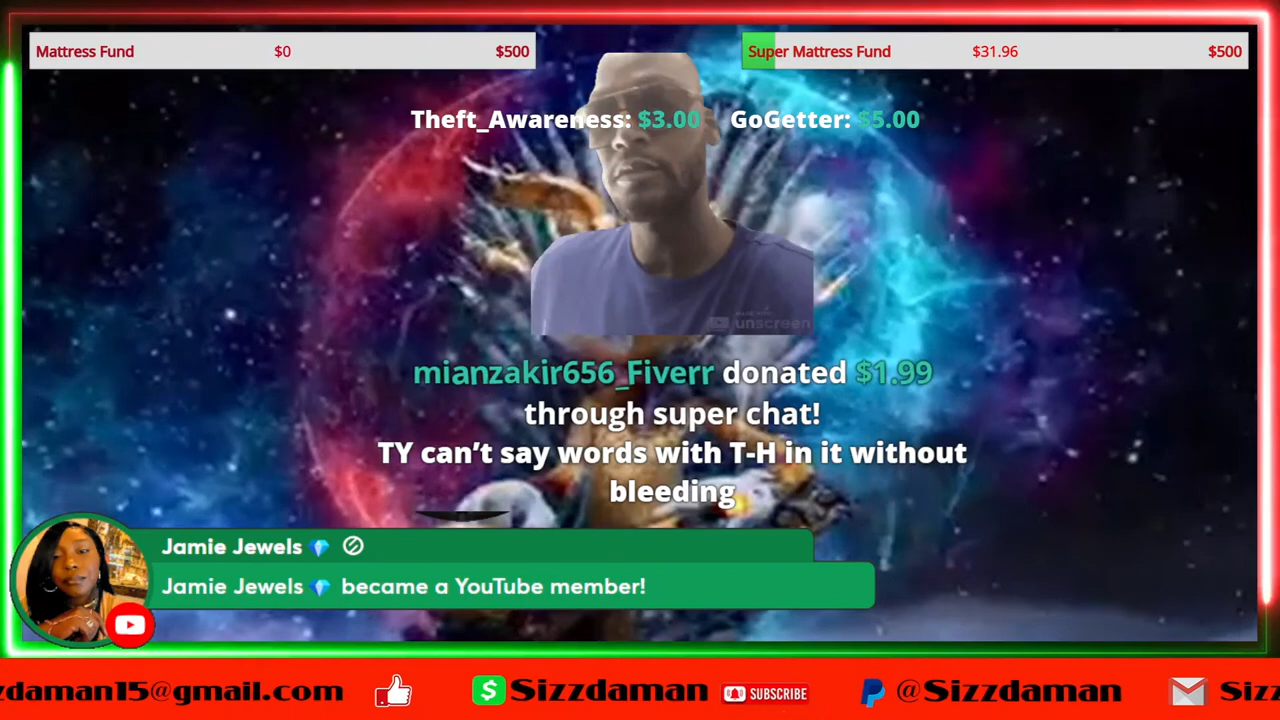 Mattress Fund $0 $500
Super Mattress Fund $31.96 $500
Theft_Awareness: $3.00 GoGetter: $5.00
MADE WITH
unscreen
mianzakir656_Fiverr donated $1.99
through super chat!
TY can’t say words with T-H in it without
bleeding
Jamie Jewels
Jamie Jewels became a YouTube member!
zdaman15@gmail.com $ Sizzdaman SUBSCRIBE @Sizzdaman Sizz